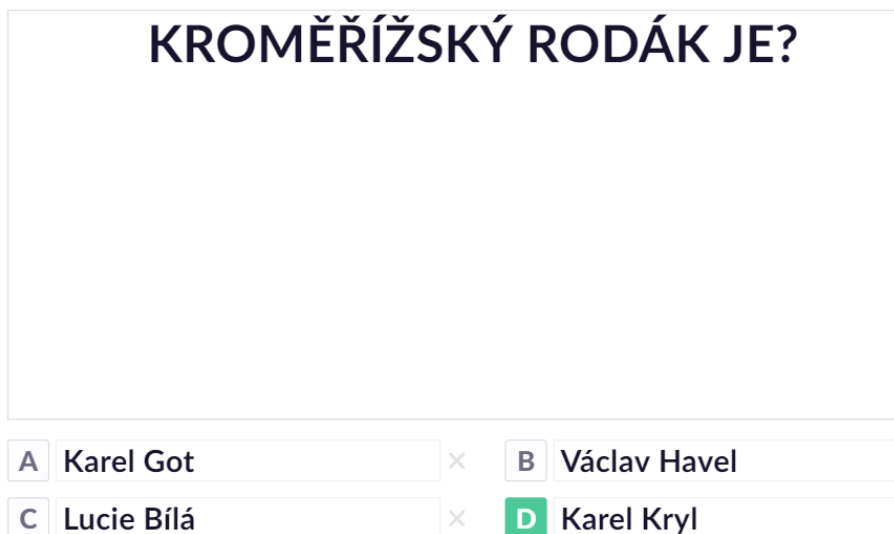 KROMĚŘÍŽSKÝ RODÁK JE?
A Karel Got
B Václav Havel
C Lucie Bílá
D Karel Kryl